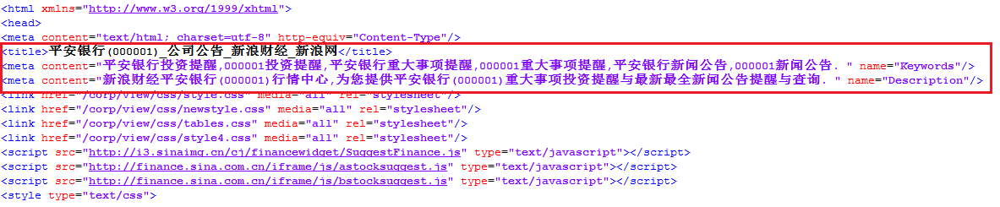 <html xmlns="http://www.w3.org/1999/xhtml">
<head>
<meta content="text/html; charset=utf-8" http-equiv="Content-Type"/>
<title>平安银行(000001)_公司公告_新浪财经_新浪网</title>
<meta content="平安银行投资提醒,000001投资提醒,平安银行重大事项提醒,000001重大事项提醒,平安银行新闻公告,000001新闻公告. " name="Keywords"/>
<meta content="新浪财经平安银行(000001)行情中心,为您提供平安银行(000001)重大事项投资提醒与最新最全新闻公告提醒与查询. " name="Description"/>
<link href="/corp/view/css/style.css" media="all" rel="stylesheet"/>
<link href="/corp/view/css/newstyle.css" media="all" rel="stylesheet"/>
<link href="/corp/view/css/tables.css" media="all" rel="stylesheet"/>
<link href="/corp/view/css/style4.css" media="all" rel="stylesheet"/>
<script src="http://i3.sinaimg.cn/cj/financewidget/SuggestFinance.js" type="text/javascript"></script>
<script src="http://finance.sina.com.cn/iframe/js/astocksuggest.js" type="text/javascript"></script>
<script src="http://finance.sina.com.cn/iframe/js/bstocksuggest.js" type="text/javascript"></script>
<style type="text/css">